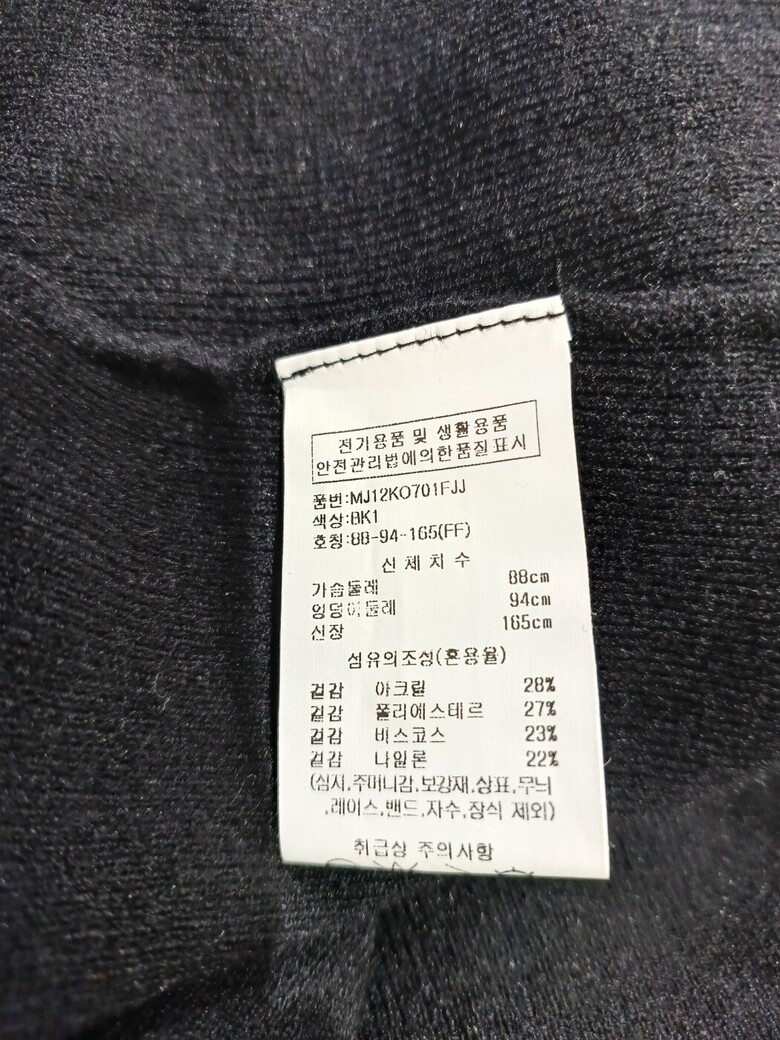 전기용품 및 생활용품
안전관리법에의한품질표시
품번:MJ12KO701FJJ
색상:BK1
호칭:88-94-165(FF)
신체치수
가슴둘레 88cm
엉덩이둘레 94cm
신장 165cm
섬유의조성(혼용율)
겉감 아크릴 28%
겉감 폴리에스테르 27%
겉감 비스코스 23%
겉감 나일론 22%
(심지,주머니감,보강재,상표,무늬
,레이스,밴드,자수,장식 제외)
취급상 주의사항